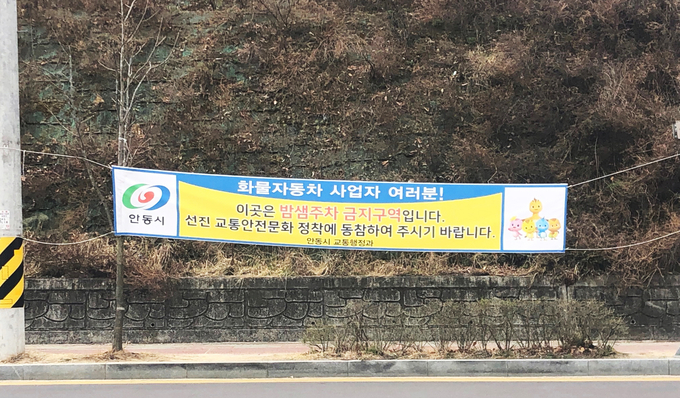 화물자동차 사업자 여러분!
안동시
이곳은 밤샘주차 금지구역입니다.
선진 교통안전문화 정착에 동참하여 주시기 바랍니다.
안동시 교통행정과